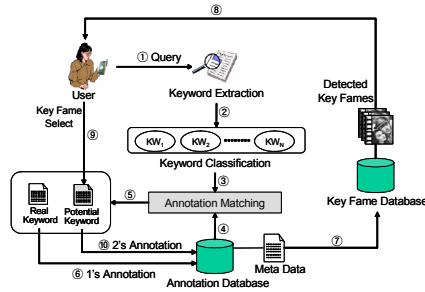 ⑧
① Query
User
Keyword Extraction
Detected
Key Fames
Key Fame
Select
②
⑨
KW1 KW2 KWN
Keyword Classification
③
⑤
Annotation Matching
Key Fame Database
Real
Keyword
Potential
Keyword
④
⑩ 2's Annotation
⑦
⑥ 1's Annotation
Meta Data
Annotation Database